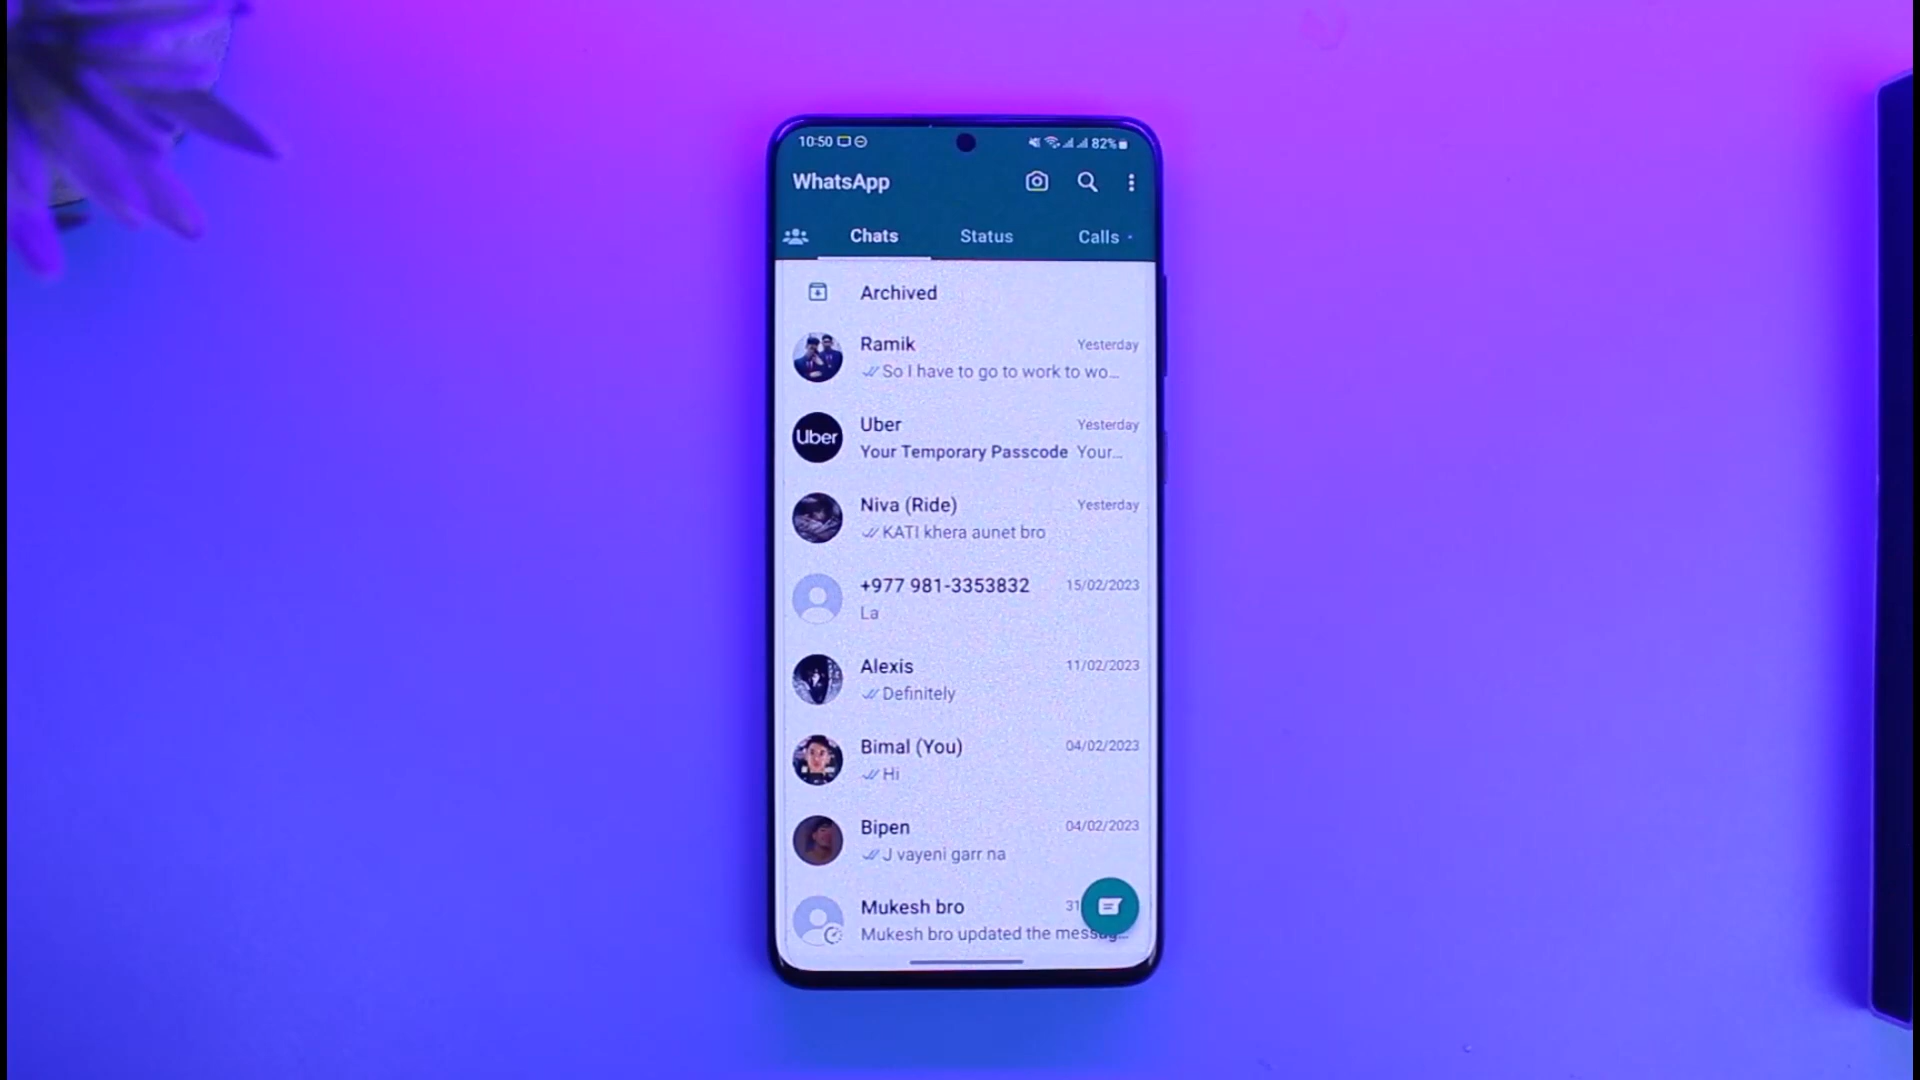 10:50 82%
WhatsApp
Chats Status Calls
Archived
Ramik Yesterday
So I have to go to work to wo...
Uber
Uber Yesterday
Your Temporary Passcode Your...
Niva (Ride) Yesterday
KATI khera aunet bro
+977 981-3353832 15/02/2023
La
Alexis 11/02/2023
Definitely
Bimal (You) 04/02/2023
Hi
Bipen 04/02/2023
J vayeni garr na
Mukesh bro 31
Mukesh bro updated the messag...